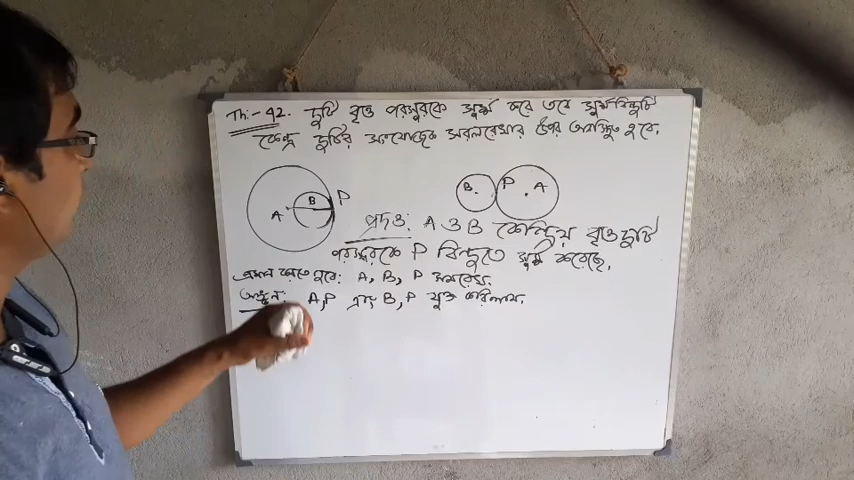 Th:- 42. দুটি বৃত্ত পরস্পরকে স্পর্শ করে তবে স্পর্শবিন্দুটি
কেন্দ্র দুটির সংযোজক সরলরেখার উপর অবস্থিত হবে.
A B P
B P A
প্রদত্ত: A ও B কেন্দ্রিয় বৃত্ত দুটি
পরস্পরকে P বিন্দুতে স্পর্শ করেছে.
প্রমাণ করতে হবে: A, B, P সমরেখ.
অঙ্কন: A,P এবং B,P যুক্ত করিলাম.